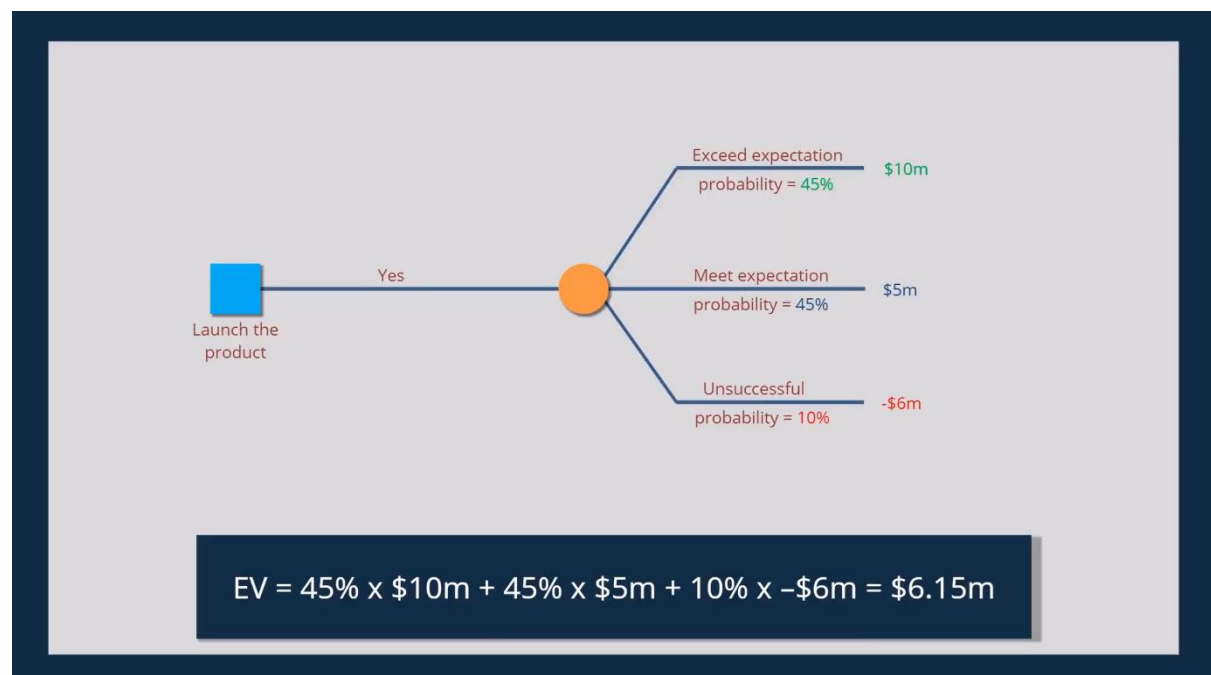 Exceed expectation
probability = 45%
$10m
Yes
Meet expectation
probability = 45%
$5m
Launch the
product
Unsuccessful
probability = 10%
-$6m
EV = 45% x $10m + 45% x $5m + 10% x –$6m = $6.15m